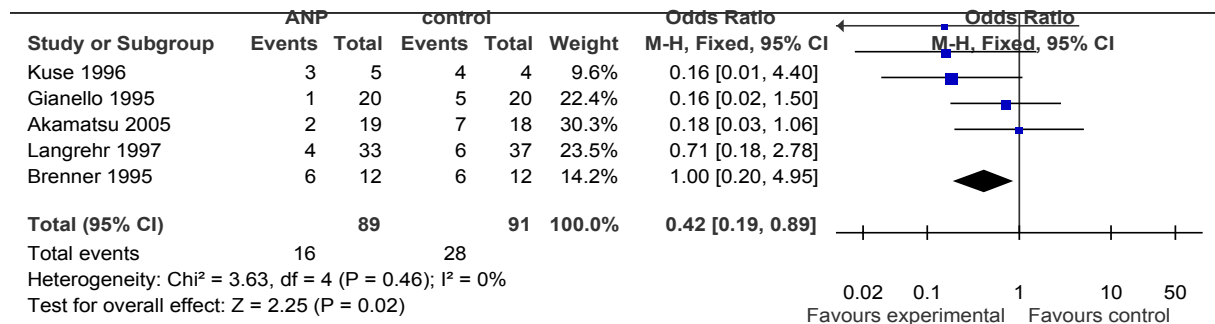 ANP control Odds Ratio Odds Ratio
Study or Subgroup Events Total Events Total Weight M-H, Fixed, 95% CI M-H, Fixed, 95% CI
Kuse 1996 3 5 4 4 9.6% 0.16 [0.01, 4.40]
Gianello 1995 1 20 5 20 22.4% 0.16 [0.02, 1.50]
Akamatsu 2005 2 19 7 18 30.3% 0.18 [0.03, 1.06]
Langrehr 1997 4 33 6 37 23.5% 0.71 [0.18, 2.78]
Brenner 1995 6 12 6 12 14.2% 1.00 [0.20, 4.95]
Total (95% CI) 89 91 100.0% 0.42 [0.19, 0.89]
Total events 16 28
Heterogeneity: Chi² = 3.63, df = 4 (P = 0.46); I² = 0%
Test for overall effect: Z = 2.25 (P = 0.02)
0.02 0.1 1 10 50
Favours experimental Favours control